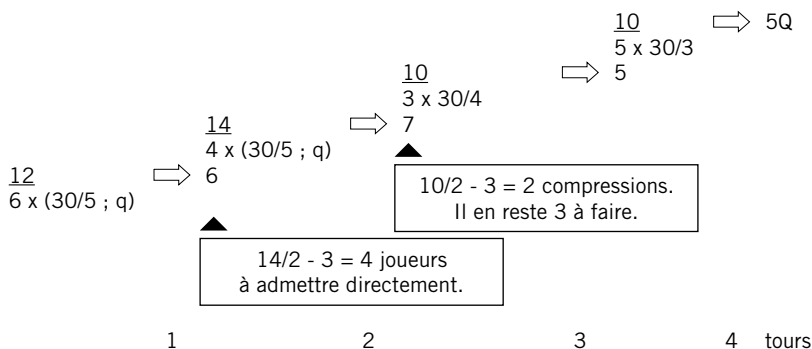 12
6 x (30/5 ; q)
14
4 x (30/5 ; q)
6
14/2 - 3 = 4 joueurs
à admettre directement.
10
3 x 30/4
7
10/2 - 3 = 2 compressions.
Il en reste 3 à faire.
10
5 x 30/3
5
5Q
1 2 3 4 tours